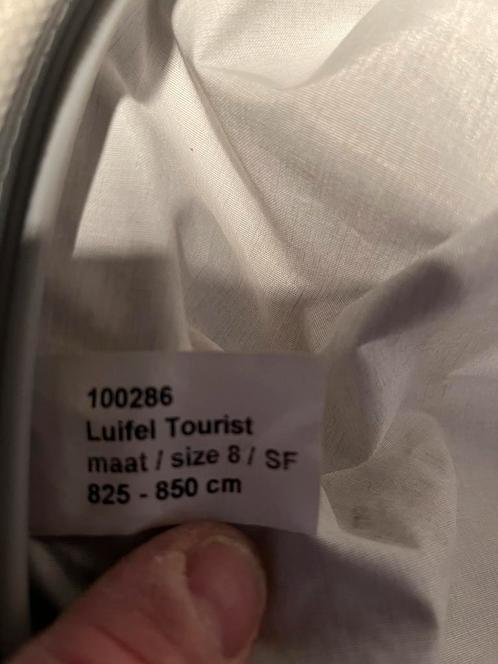 100286
Luifel Tourist
maat / size 8 / SF
825 - 850 cm